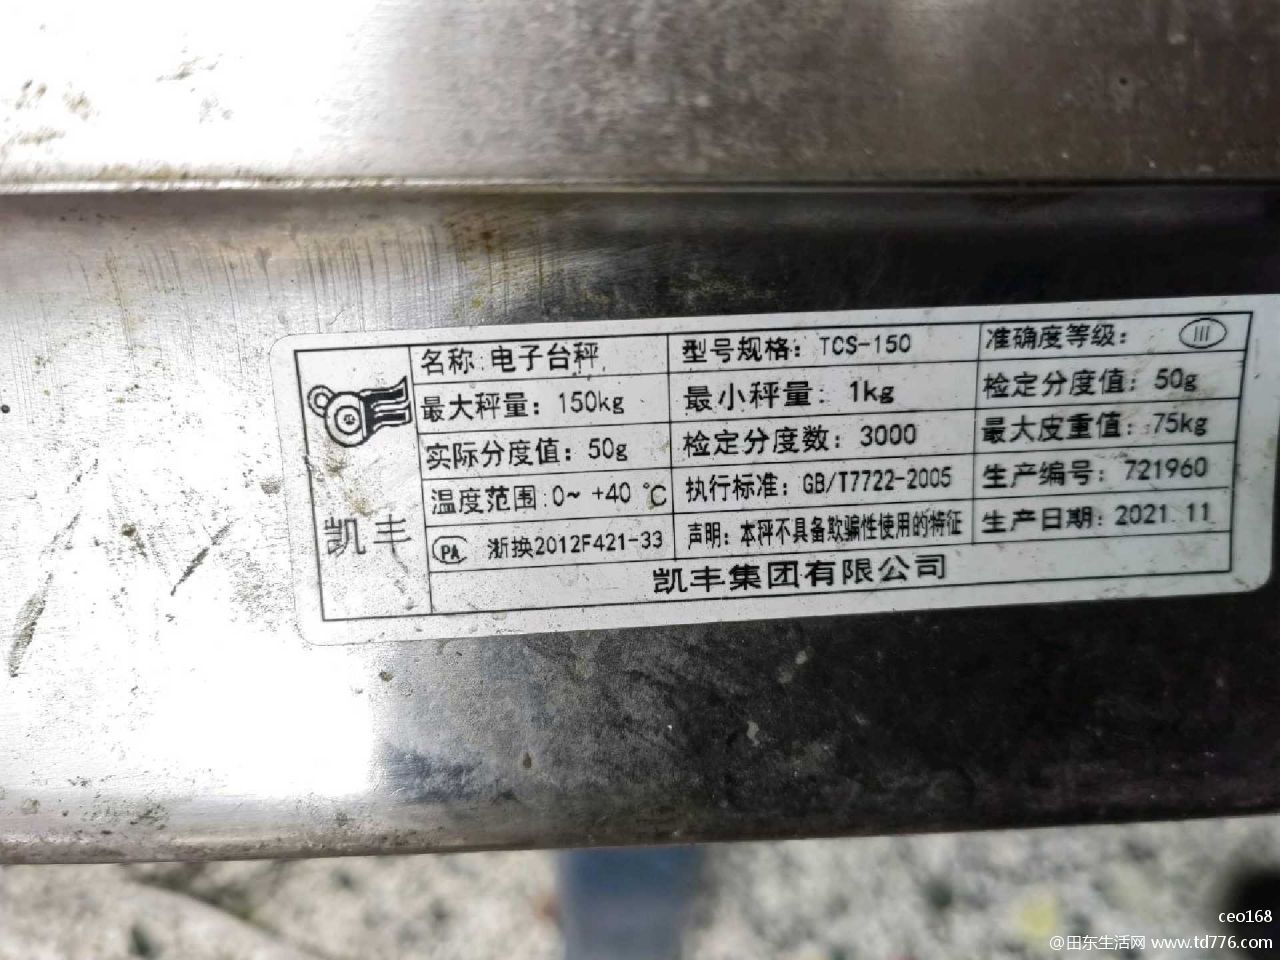 名称:电子台秤 型号规格：TCS-150 准确度等级：III
最大秤量：150kg 最小秤量：1kg 检定分度值：50g
实际分度值：50g 检定分度数：3000 最大皮重值：75kg
温度范围:0~ +40 ℃ 执行标准：GB/T7722-2005 生产编号：721960
PA 浙换2012F421-33 声明：本秤不具备欺骗性使用的特征 生产日期：2021.11
凯丰
凯丰集团有限公司
ceo168
@田东生活网 www.td776.com